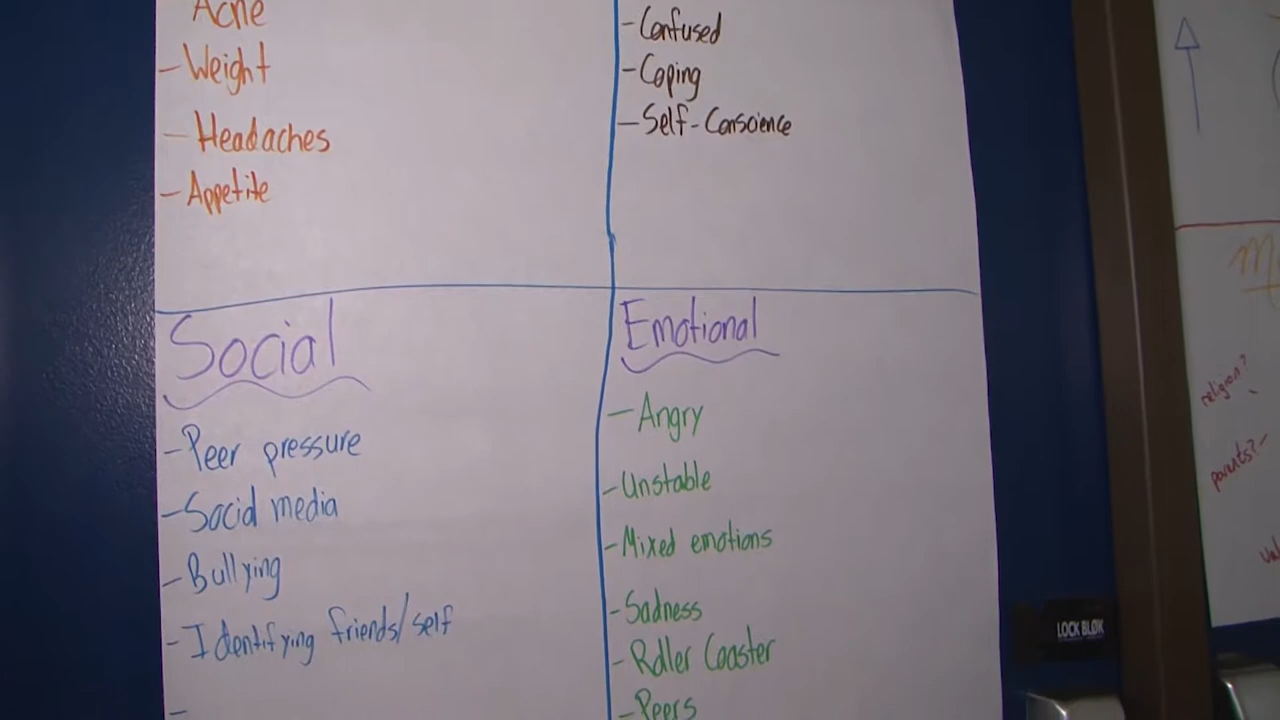 Acne
- Weight
- Headaches
- Appetite
- Confused
- Coping
- Self-Conscience
Social
- Peer pressure
- Social media
- Bullying
- Identifying friends/self
-
Emotional
- Angry
- Unstable
- Mixed emotions
- Sadness
- Roller Coaster
- Peers
religion?
parents?-
LOCK BLOK